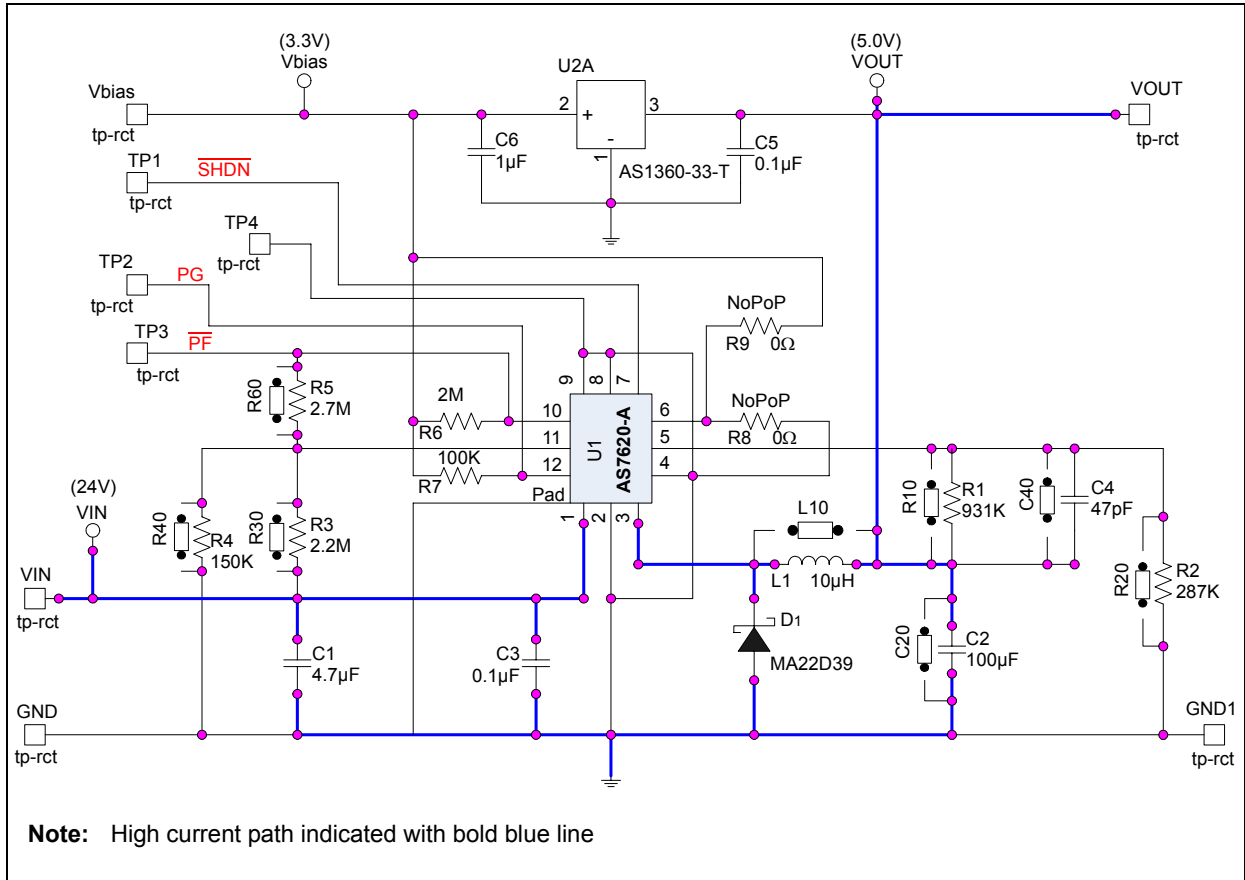 (3.3V)
Vbias
(5.0V)
VOUT
U2A
Vbias
tp-rct
2
+
3
-
1
AS1360-33-T
C6
1µF
C5
0.1µF
VOUT
tp-rct
TP1
tp-rct
SHDN
TP4
tp-rct
TP2
tp-rct
PG
TP3
tp-rct
PF
NoPoP
R9
0Ω
NoPoP
R8
0Ω
R60
R5
2.7M
2M
R6
100K
R7
9
8
7
10
11
12
Pad
U1
AS7620-A
6
5
4
1
2
3
(24V)
VIN
VIN
tp-rct
R40
R4
150K
R30
R3
2.2M
L10
L1
10µH
R10
R1
931K
C40
C4
47pF
R20
R2
287K
C1
4.7µF
C3
0.1µF
D1
MA22D39
C20
C2
100µF
GND
tp-rct
GND1
tp-rct
Note: High current path indicated with bold blue line